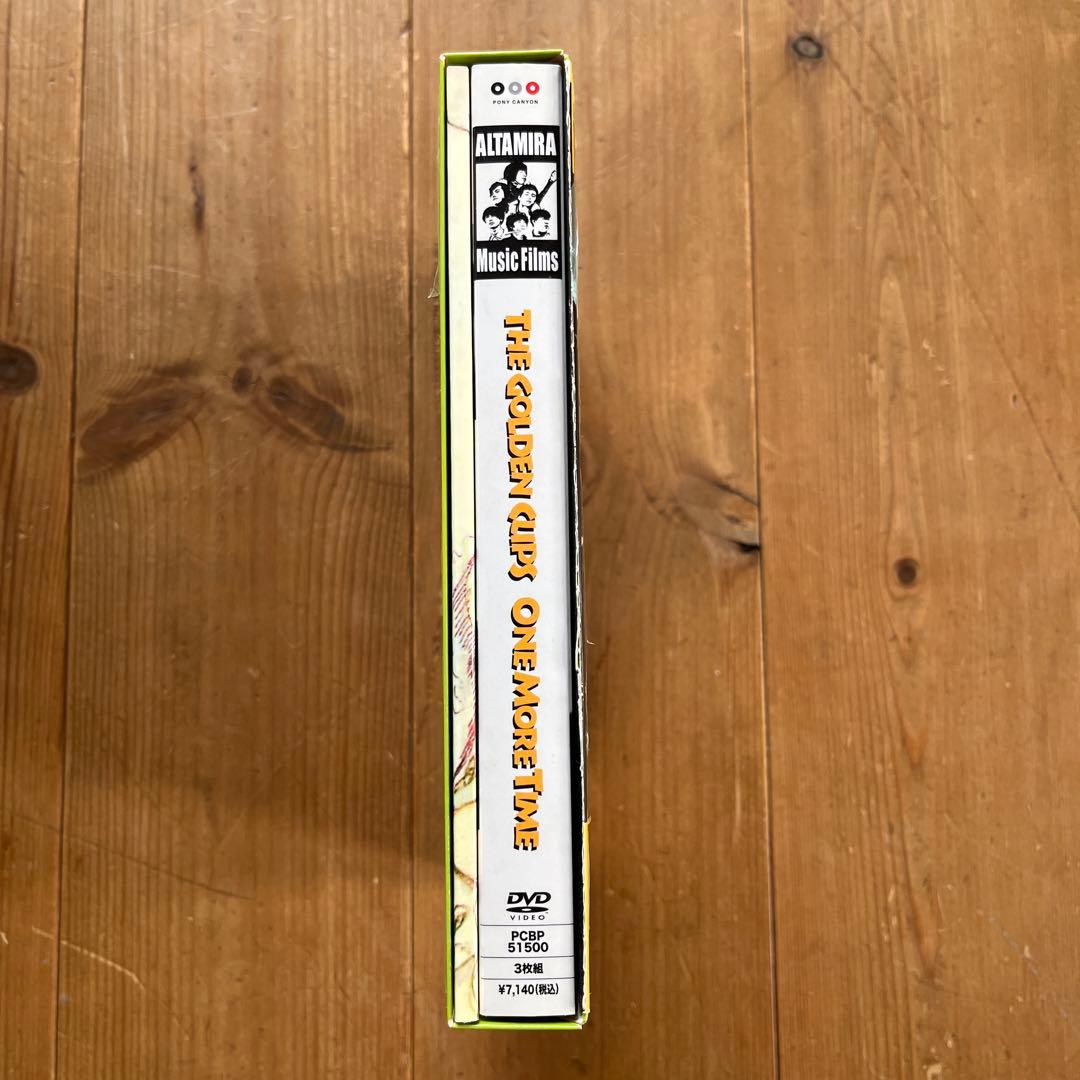 PONY CANYON
ALTAMIRA
Music Films
THE GOLDEN CUPS ONE MORE TIME
DVD
VIDEO
PCBP
51500
3枚組
¥7,140(税込)